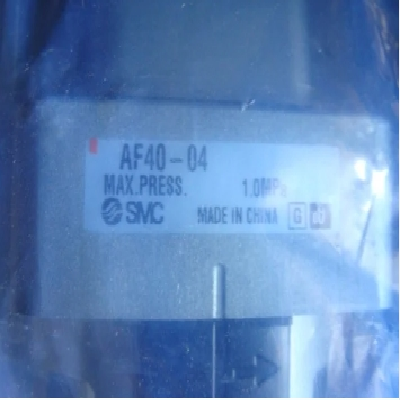 AF40-04
MAX.PRESS. 1.0MPa
SMC MADE IN CHINA G